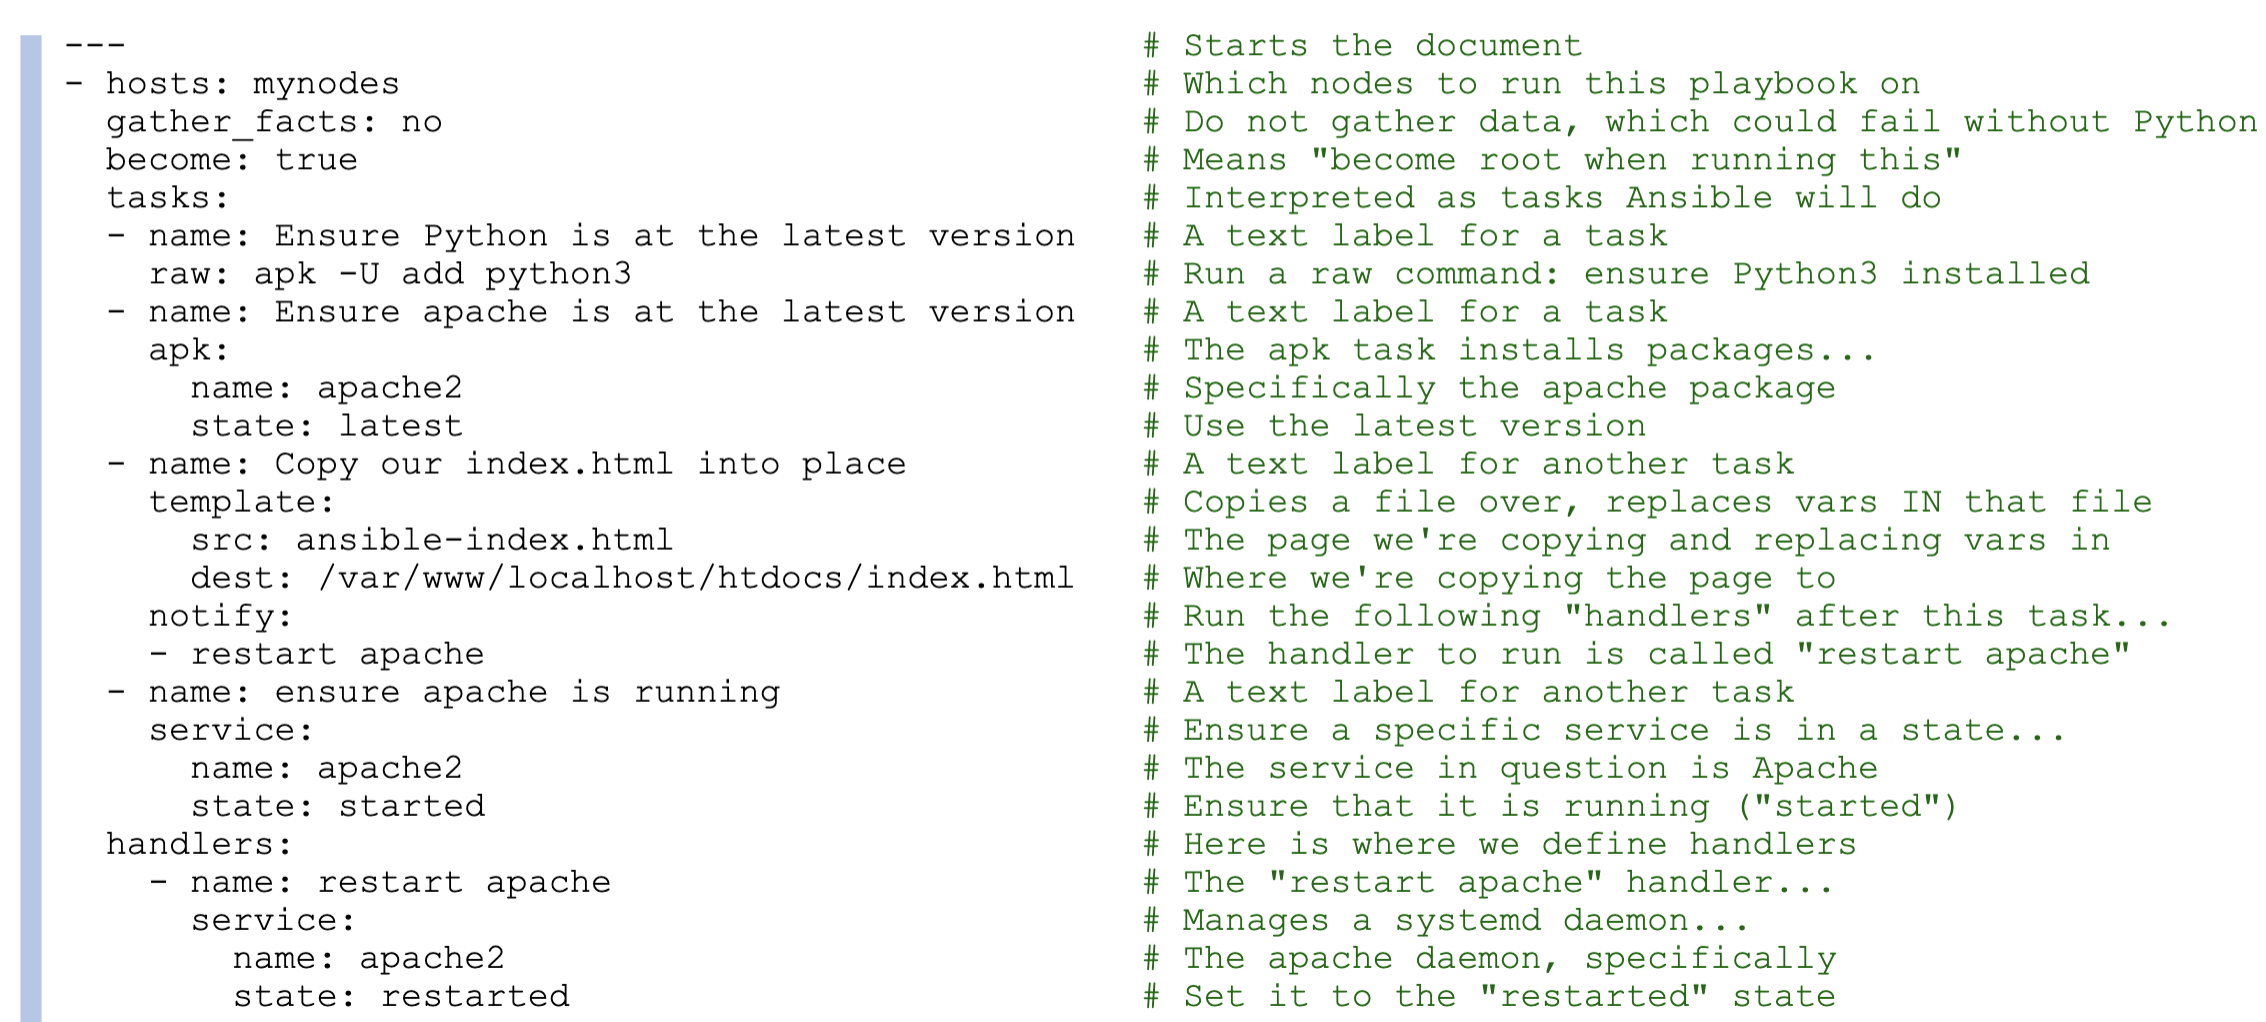 ---                                                # Starts the document
- hosts: mynodes                                   # Which nodes to run this playbook on
  gather_facts: no                                 # Do not gather data, which could fail without Python
  become: true                                     # Means "become root when running this"
  tasks:                                           # Interpreted as tasks Ansible will do
  - name: Ensure Python is at the latest version   # A text label for a task
    raw: apk -U add python3                        # Run a raw command: ensure Python3 installed
  - name: Ensure apache is at the latest version   # A text label for a task
    apk:                                           # The apk task installs packages...
      name: apache2                                # Specifically the apache package
      state: latest                                # Use the latest version
  - name: Copy our index.html into place           # A text label for another task
    template:                                      # Copies a file over, replaces vars IN that file
      src: ansible-index.html                      # The page we're copying and replacing vars in
      dest: /var/www/localhost/htdocs/index.html   # Where we're copying the page to
    notify:                                        # Run the following "handlers" after this task...
    - restart apache                               # The handler to run is called "restart apache"
  - name: ensure apache is running                 # A text label for another task
    service:                                       # Ensure a specific service is in a state...
      name: apache2                                # The service in question is Apache
      state: started                               # Ensure that it is running ("started")
  handlers:                                        # Here is where we define handlers
    - name: restart apache                         # The "restart apache" handler...
      service:                                     # Manages a systemd daemon...
        name: apache2                              # The apache daemon, specifically
        state: restarted                           # Set it to the "restarted" state